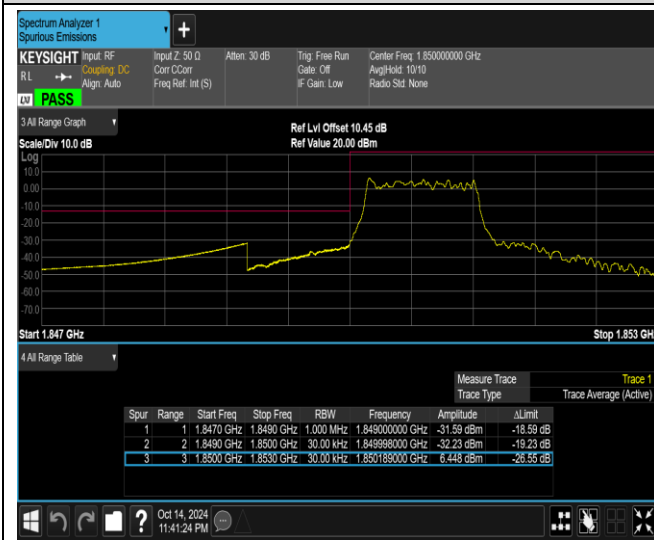 Spectrum Analyzer 1
Spurious Emissions
KEYSIGHT Input: RF Input Z: 50 Ω Atten: 30 dB Trig: Free Run Center Freq: 1.850000000 GHz
R L Coupling: DC Corr CCorr Gate: Off Avg|Hold: 10/10
Align: Auto Freq Ref: Int (S) IF Gain: Low Radio Std: None
LXI PASS
3 All Range Graph
Ref Lvl Offset 10.45 dB
Scale/Div 10.0 dB Ref Value 20.00 dBm
Log
10.0
0.00
-10.0
-20.0
-30.0
-40.0
-50.0
-60.0
-70.0
Start 1.847 GHz Stop 1.853 GH
4 All Range Table
Measure Trace Trace 1
Trace Type Trace Average (Active)
Spur Range Start Freq Stop Freq RBW Frequency Amplitude ΔLimit
1 1 1.8470 GHz 1.8490 GHz 1.000 MHz 1.849000000 GHz -31.59 dBm -18.59 dB
2 2 1.8490 GHz 1.8500 GHz 30.00 kHz 1.849998000 GHz -32.23 dBm -19.23 dB
3 3 1.8500 GHz 1.8530 GHz 30.00 kHz 1.850189000 GHz 6.448 dBm -26.55 dB
? Oct 14, 2024
11:41:24 PM